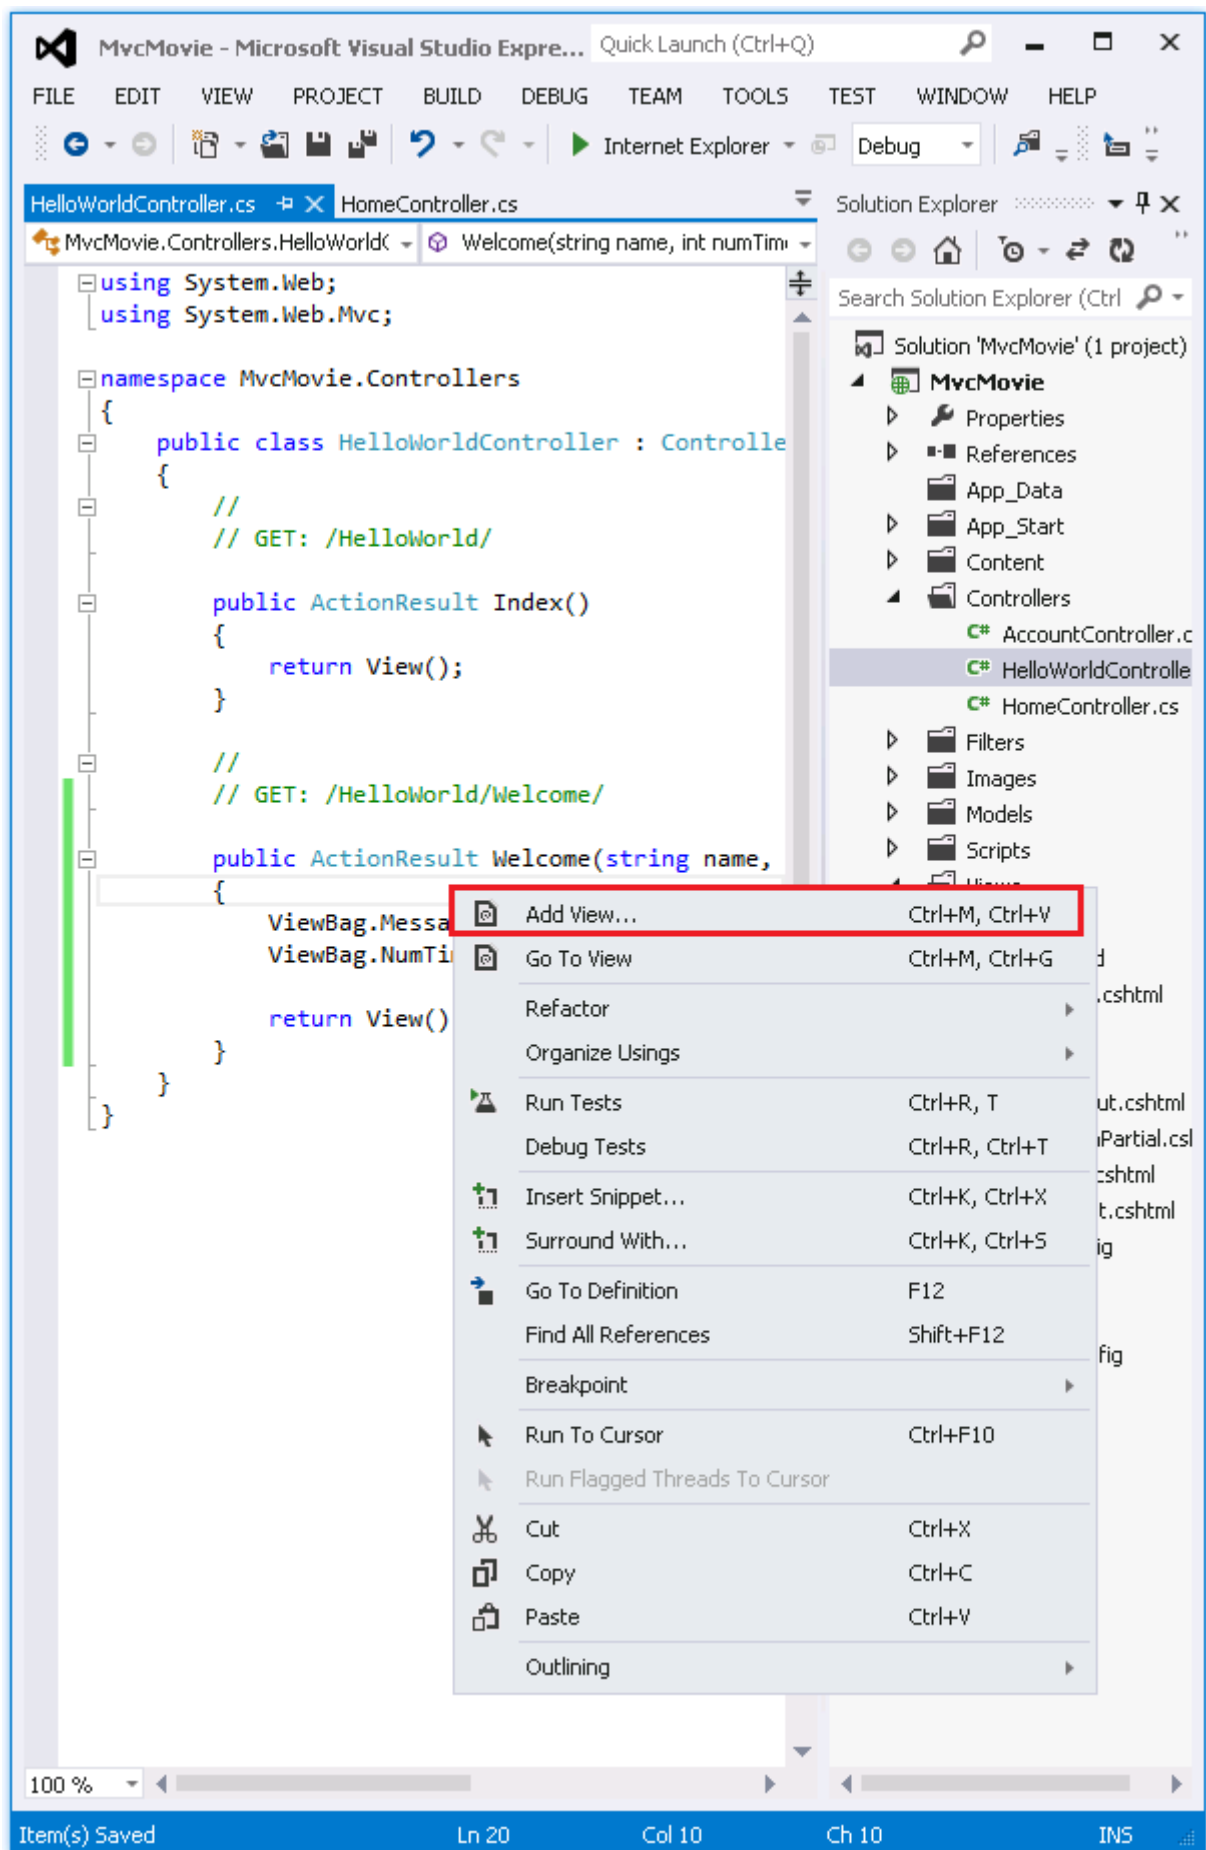 MvcMovie - Microsoft Visual Studio Expre... Quick Launch (Ctrl+Q)
FILE EDIT VIEW PROJECT BUILD DEBUG TEAM TOOLS TEST WINDOW HELP
Internet Explorer Debug
HelloWorldController.cs HomeController.cs
MvcMovie.Controllers.HelloWorldC Welcome(string name, int numTim
using System.Web;
using System.Web.Mvc;
namespace MvcMovie.Controllers
{
public class HelloWorldController : Controlle
{
//
// GET: /HelloWorld/
public ActionResult Index()
{
return View();
}
//
// GET: /HelloWorld/Welcome/
public ActionResult Welcome(string name,
{
ViewBag.Messa
ViewBag.NumTi
return View()
}
}
}
Add View... Ctrl+M, Ctrl+V
Go To View Ctrl+M, Ctrl+G
Refactor
Organize Usings
Run Tests Ctrl+R, T
Debug Tests Ctrl+R, Ctrl+T
Insert Snippet... Ctrl+K, Ctrl+X
Surround With... Ctrl+K, Ctrl+S
Go To Definition F12
Find All References Shift+F12
Breakpoint
Run To Cursor Ctrl+F10
Run Flagged Threads To Cursor
Cut Ctrl+X
Copy Ctrl+C
Paste Ctrl+V
Outlining
Solution Explorer
Search Solution Explorer (Ctrl
Solution 'MvcMovie' (1 project)
MvcMovie
Properties
References
App_Data
App_Start
Content
Controllers
C# AccountController.c
C# HelloWorldControlle
C# HomeController.cs
Filters
Images
Models
Scripts
Views
d
.cshtml
ut.cshtml
nPartial.csl
cshtml
t.cshtml
ig
fig
100 %
Item(s) Saved Ln 20 Col 10 Ch 10 INS